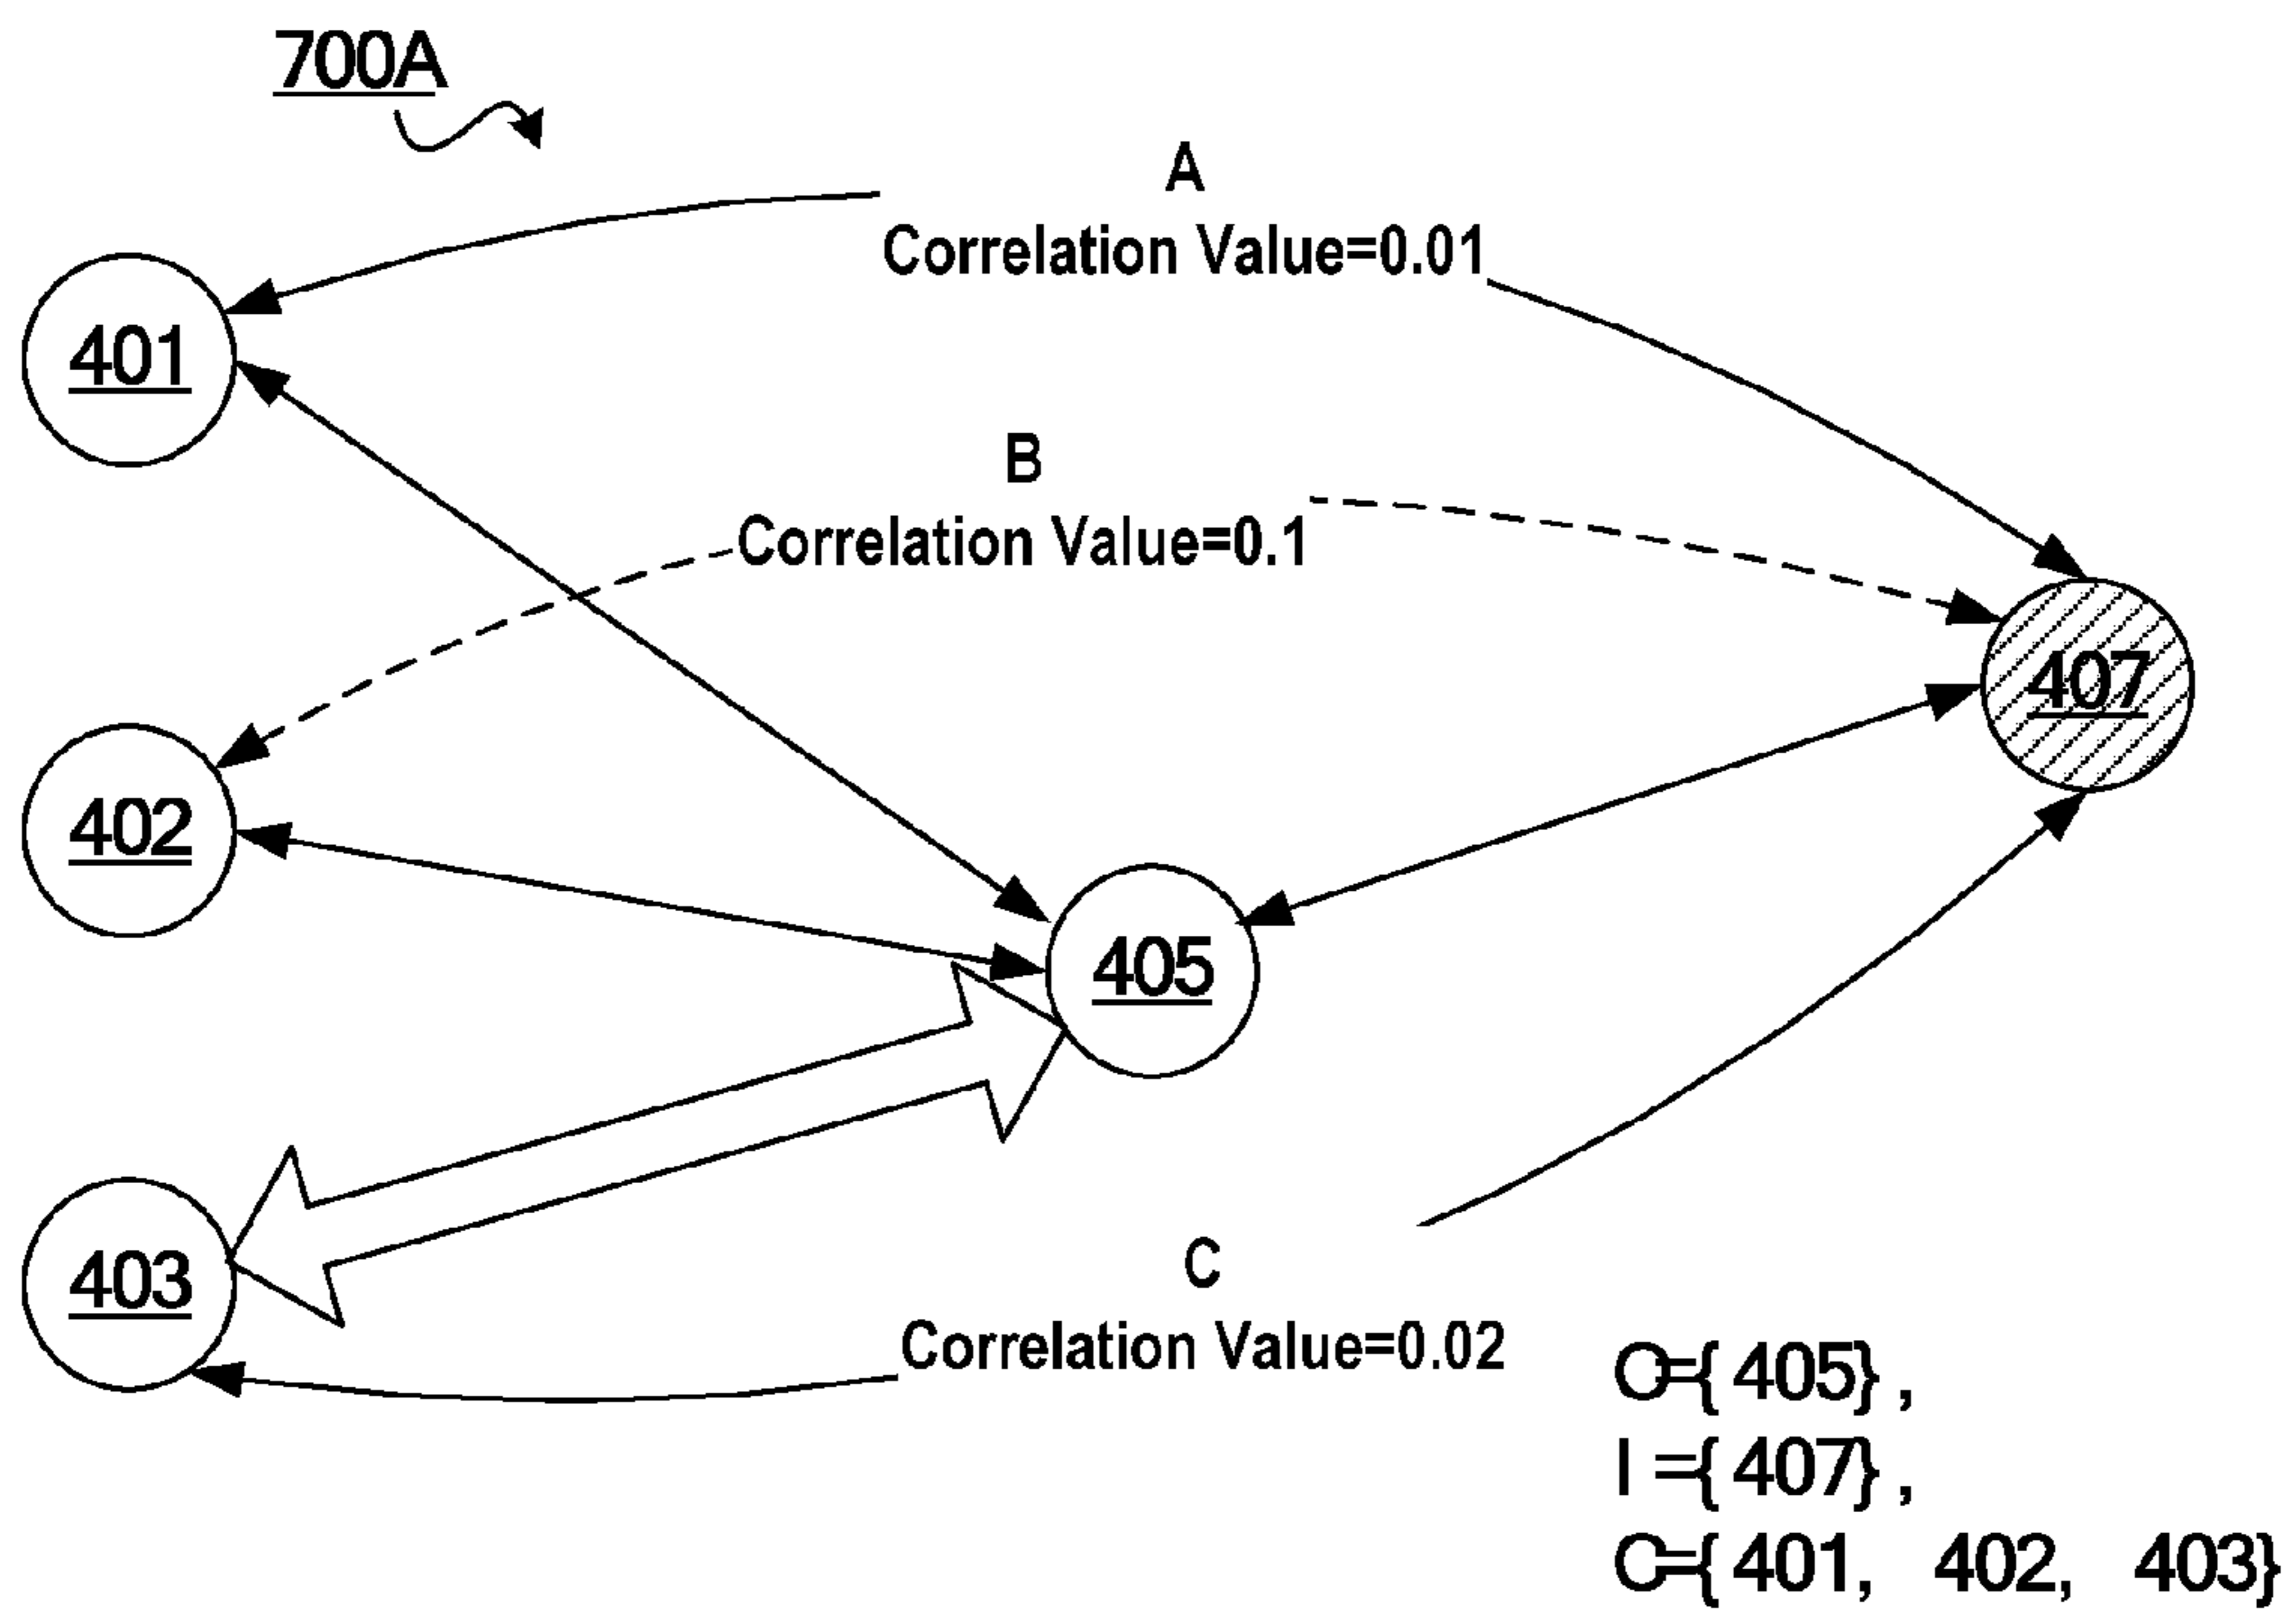 700A
A
Correlation Value=0.01
401
B
Correlation Value=0.1
407
402
405
403
C
Correlation Value=0.02
O={405},
I={407},
C={401, 402, 403}